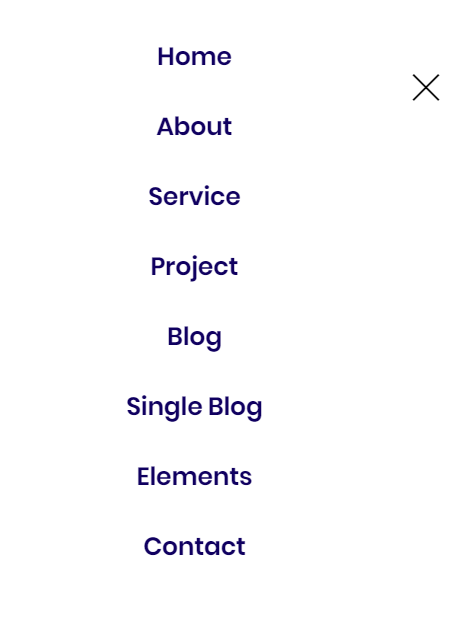 Home
About
Service
Project
Blog
Single Blog
Elements
Contact